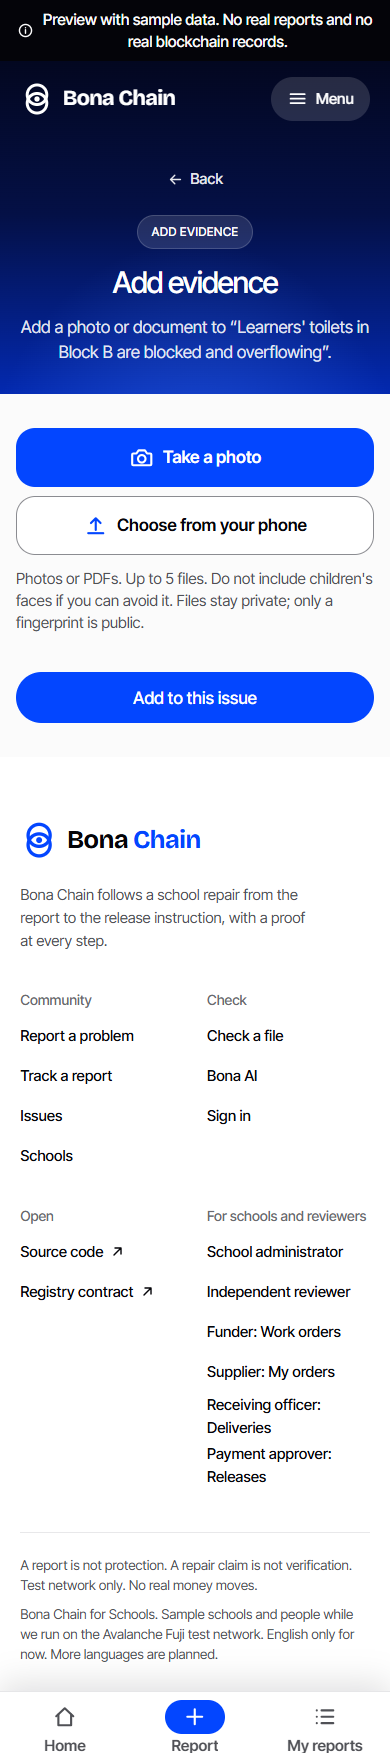 Preview with sample data. No real reports and no
real blockchain records.
Bona Chain
Menu
Back
ADD EVIDENCE
Add evidence
Add a photo or document to “Learners' toilets in
Block B are blocked and overflowing”.
Take a photo
Choose from your phone
Photos or PDFs. Up to 5 files. Do not include children's
faces if you can avoid it. Files stay private; only a
fingerprint is public.
Add to this issue
Bona Chain
Bona Chain follows a school repair from the
report to the release instruction, with a proof
at every step.
Community
Report a problem
Track a report
Issues
Schools
Check
Check a file
Bona AI
Sign in
Open
Source code
Registry contract
For schools and reviewers
School administrator
Independent reviewer
Funder: Work orders
Supplier: My orders
Receiving officer:
Deliveries
Payment approver:
Releases
A report is not protection. A repair claim is not verification.
Test network only. No real money moves.
Bona Chain for Schools. Sample schools and people while
we run on the Avalanche Fuji test network. English only for
now. More languages are planned.
Home
Report
My reports